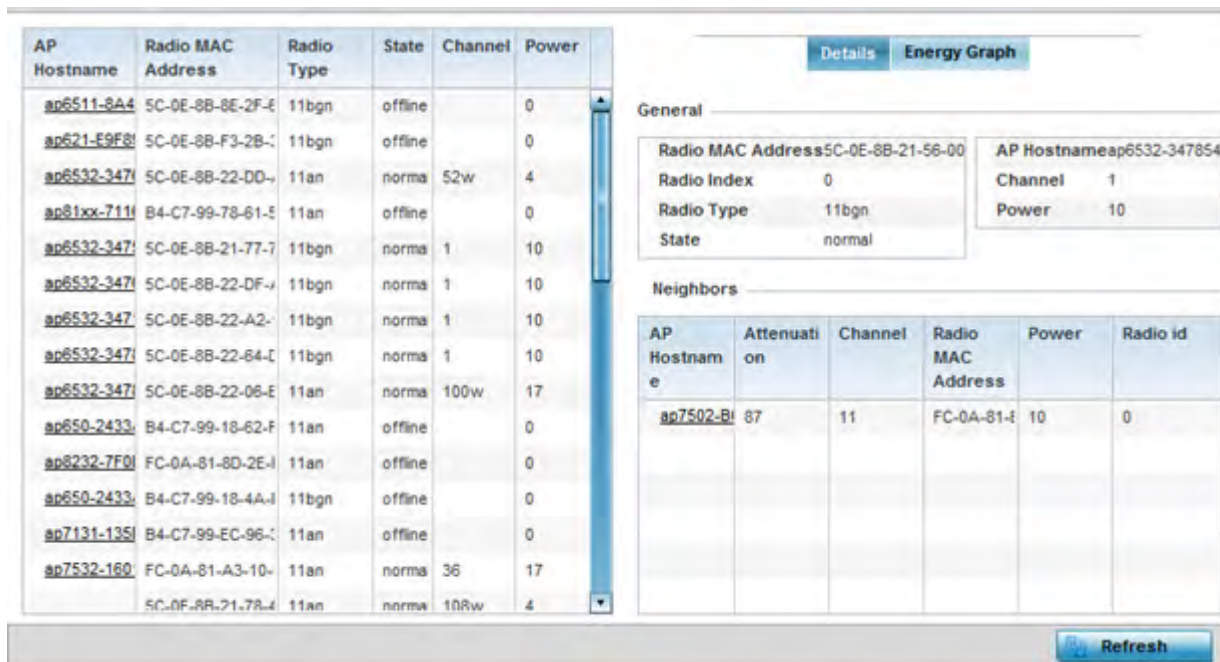 AP Hostname Radio MAC Address Radio Type State Channel Power
ap6511-8A4 5C-0E-8B-8E-2F- 11bgn offline 0
ap621-E9F8 5C-0E-8B-F3-2B- 11bgn offline 0
ap6532-347 5C-0E-8B-22-DD- 11an norma 52w 4
ap81xx-711 B4-C7-99-78-61- 11an offline 0
ap6532-347 5C-0E-8B-21-77- 11bgn norma 1 10
ap6532-347 5C-0E-8B-22-DF- 11bgn norma 1 10
ap6532-347 5C-0E-8B-22-A2- 11bgn norma 1 10
ap6532-347 5C-0E-8B-22-64- 11bgn norma 1 10
ap6532-347 5C-0E-8B-22-06- 11an norma 100w 17
ap650-2433 B4-C7-99-18-62- 11an offline 0
ap8232-7F0 FC-0A-81-8D-2E- 11an offline 0
ap650-2433 B4-C7-99-18-4A- 11bgn offline 0
ap7131-135 B4-C7-99-EC-96- 11an offline 0
ap7532-160 FC-0A-81-A3-10- 11an norma 36 17
5C-0E-8B-21-78- 11an norma 108w 4
Details Energy Graph
General
Radio MAC Address 5C-0E-8B-21-56-00
Radio Index 0
Radio Type 11bgn
State normal
AP Hostname ap6532-347854
Channel 1
Power 10
Neighbors
AP Hostname Attenuation Channel Radio MAC Address Power Radio id
ap7502-B 87 11 FC-0A-81- 10 0
Refresh